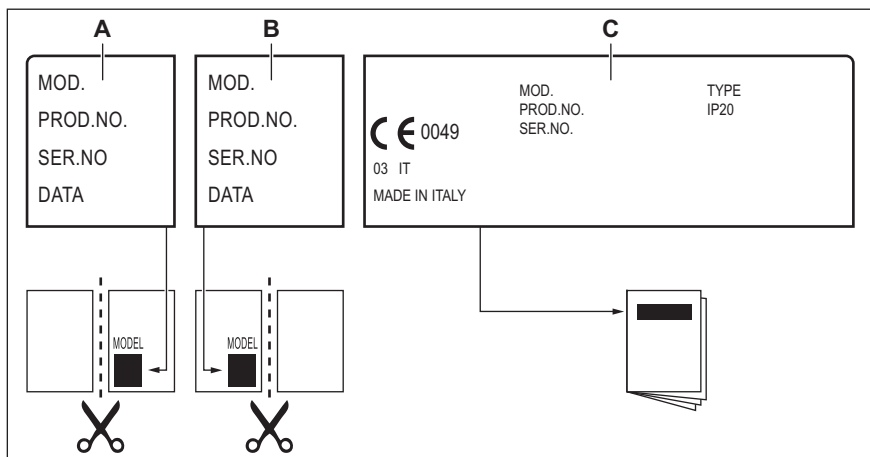 A
B
C
MOD.
PROD.NO.
SER.NO
DATA
MOD.
PROD.NO.
SER.NO
DATA
MOD.
PROD.NO.
SER.NO.
TYPE
IP20
CE 0049
03 IT
MADE IN ITALY
MODEL
MODEL